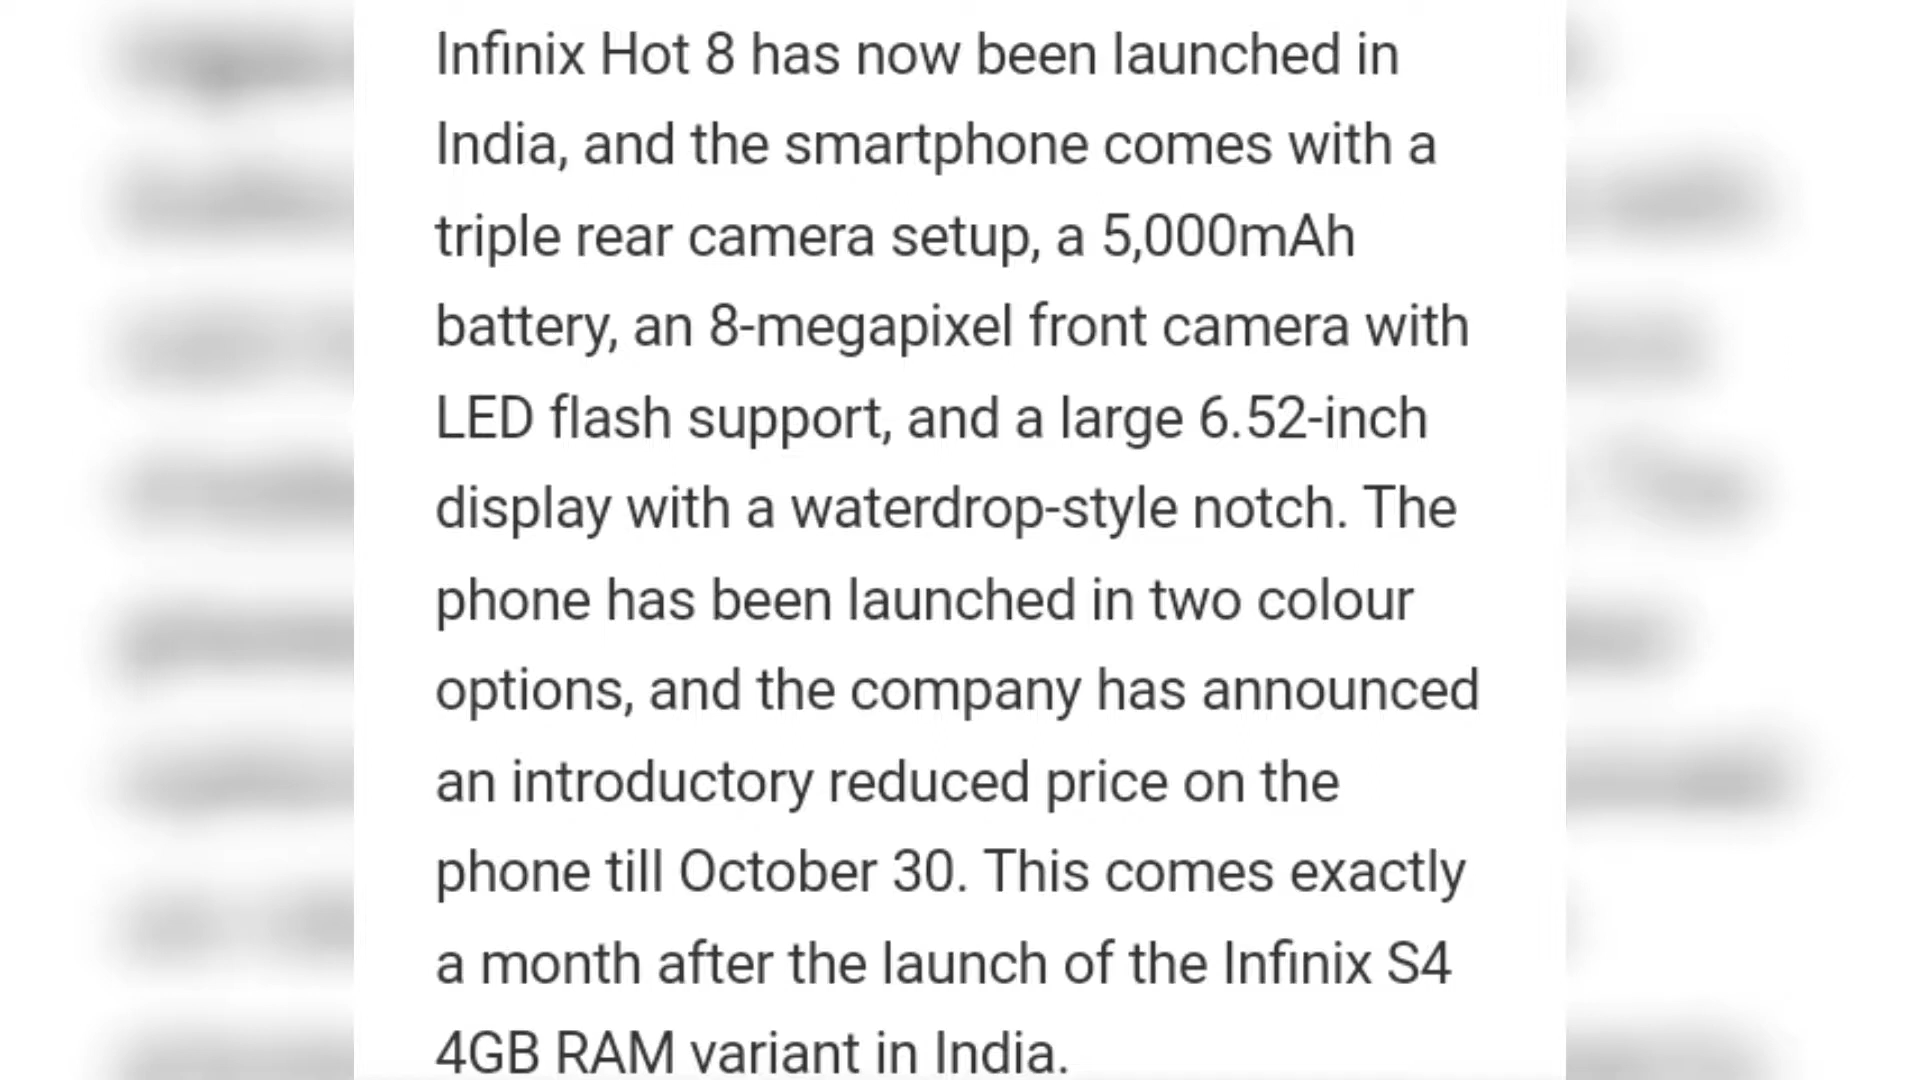 Infinix Hot 8 has now been launched in
India, and the smartphone comes with a
triple rear camera setup, a 5,000mAh
battery, an 8-megapixel front camera with
LED flash support, and a large 6.52-inch
display with a waterdrop-style notch. The
phone has been launched in two colour
options, and the company has announced
an introductory reduced price on the
phone till October 30. This comes exactly
a month after the launch of the Infinix S4
4GB RAM variant in India.